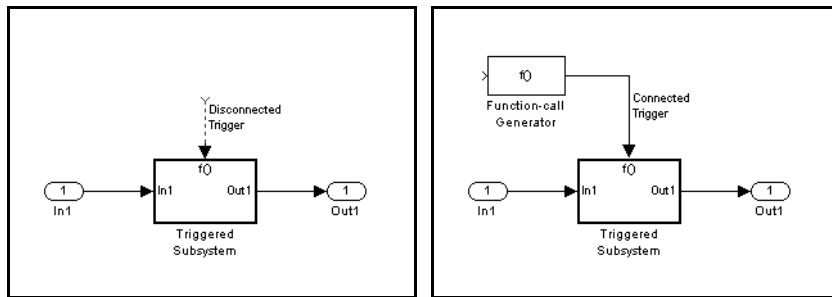 Disconnected
Trigger
f()
1
In1
In1
Out1
1
Out1
Triggered
Subsystem
f()
Function-call
Generator
Connected
Trigger
f()
1
In1
In1
Out1
1
Out1
Triggered
Subsystem